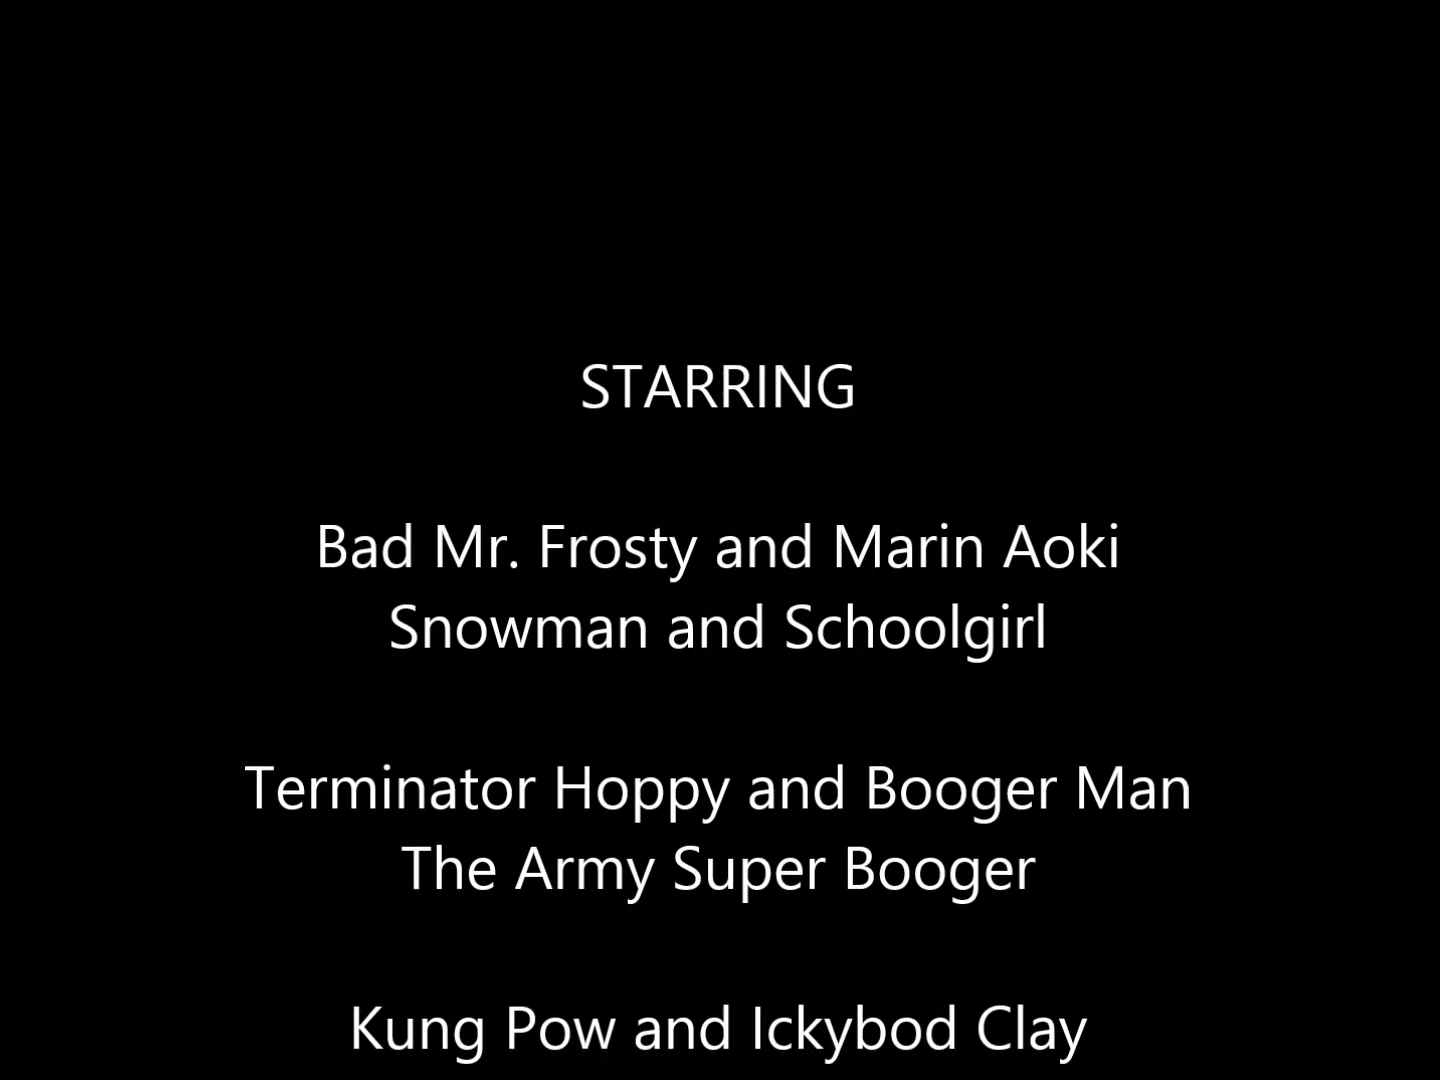 STARRING
Bad Mr. Frosty and Marin Aoki
Snowman and Schoolgirl
Terminator Hoppy and Booger Man
The Army Super Booger
Kung Pow and Ickybod Clay